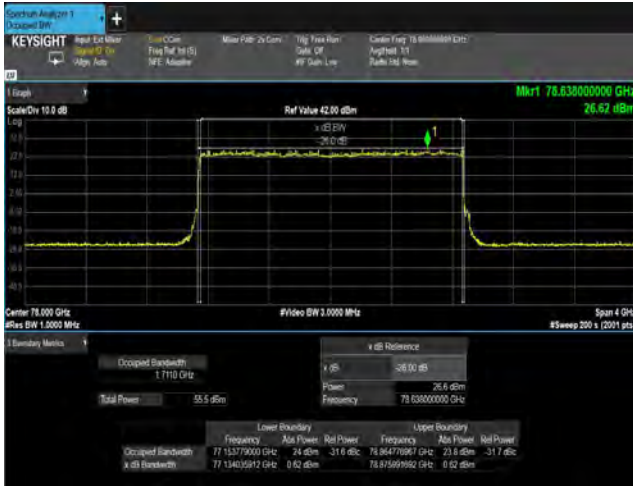 Spectrum Analyzer 1
Occupied BW
+
KEYSIGHT
Input: Ext Mixer
Align: Auto
Freq Ref: Int (S)
NFE: Adaptive
Mixer Path: 2x Conv
Trig: Free Run
Gate: Off
#IF Gain: Low
Center Freq: 78.000000000 GHz
Avg|Hold: 1/1
Radio Std: None
1 Graph
Scale/Div 10.0 dB
Ref Value 42.00 dBm
Mkr1 78.638000000 GHz
26.62 dBm
Log
x dB BW
-26.0 dB
1
Center 78.000 GHz
#Video BW 3.0000 MHz
Span 4 GHz
#Res BW 1.0000 MHz
#Sweep 200 s (2001 pts
Occupied Bandwidth
1.7110 GHz
Total Power 55.5 dBm
x dB Reference
x dB -26.00 dB
Power 26.6 dBm
Frequency 78.638000000 GHz
Lower Boundary Upper Boundary
Frequency Abs Power Rel Power Frequency Abs Power Rel Power
Occupied Bandwidth 77.153779000 GHz 24 dBm -31.6 dBc 78.864776967 GHz 23.8 dBm -31.7 dBc
x dB Bandwidth 77.134035912 GHz 0.62 dBm 78.875991692 GHz 0.62 dBm